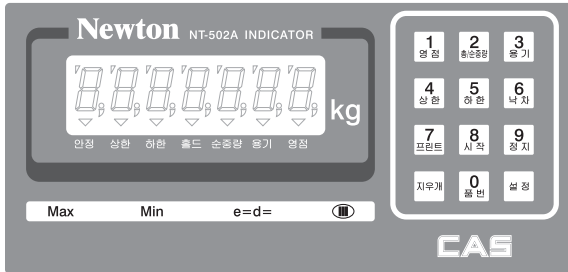 Newton NT-502A INDICATOR
kg
안정 상한 하한 홀드 순중량 용기 영점
Max Min e=d= III
1 2 3
영점 총/순중량 용기
4 5 6
상한 하한 낙차
7 8 9
프린트 시작 정지
지우개 0 설정
품번
CAS